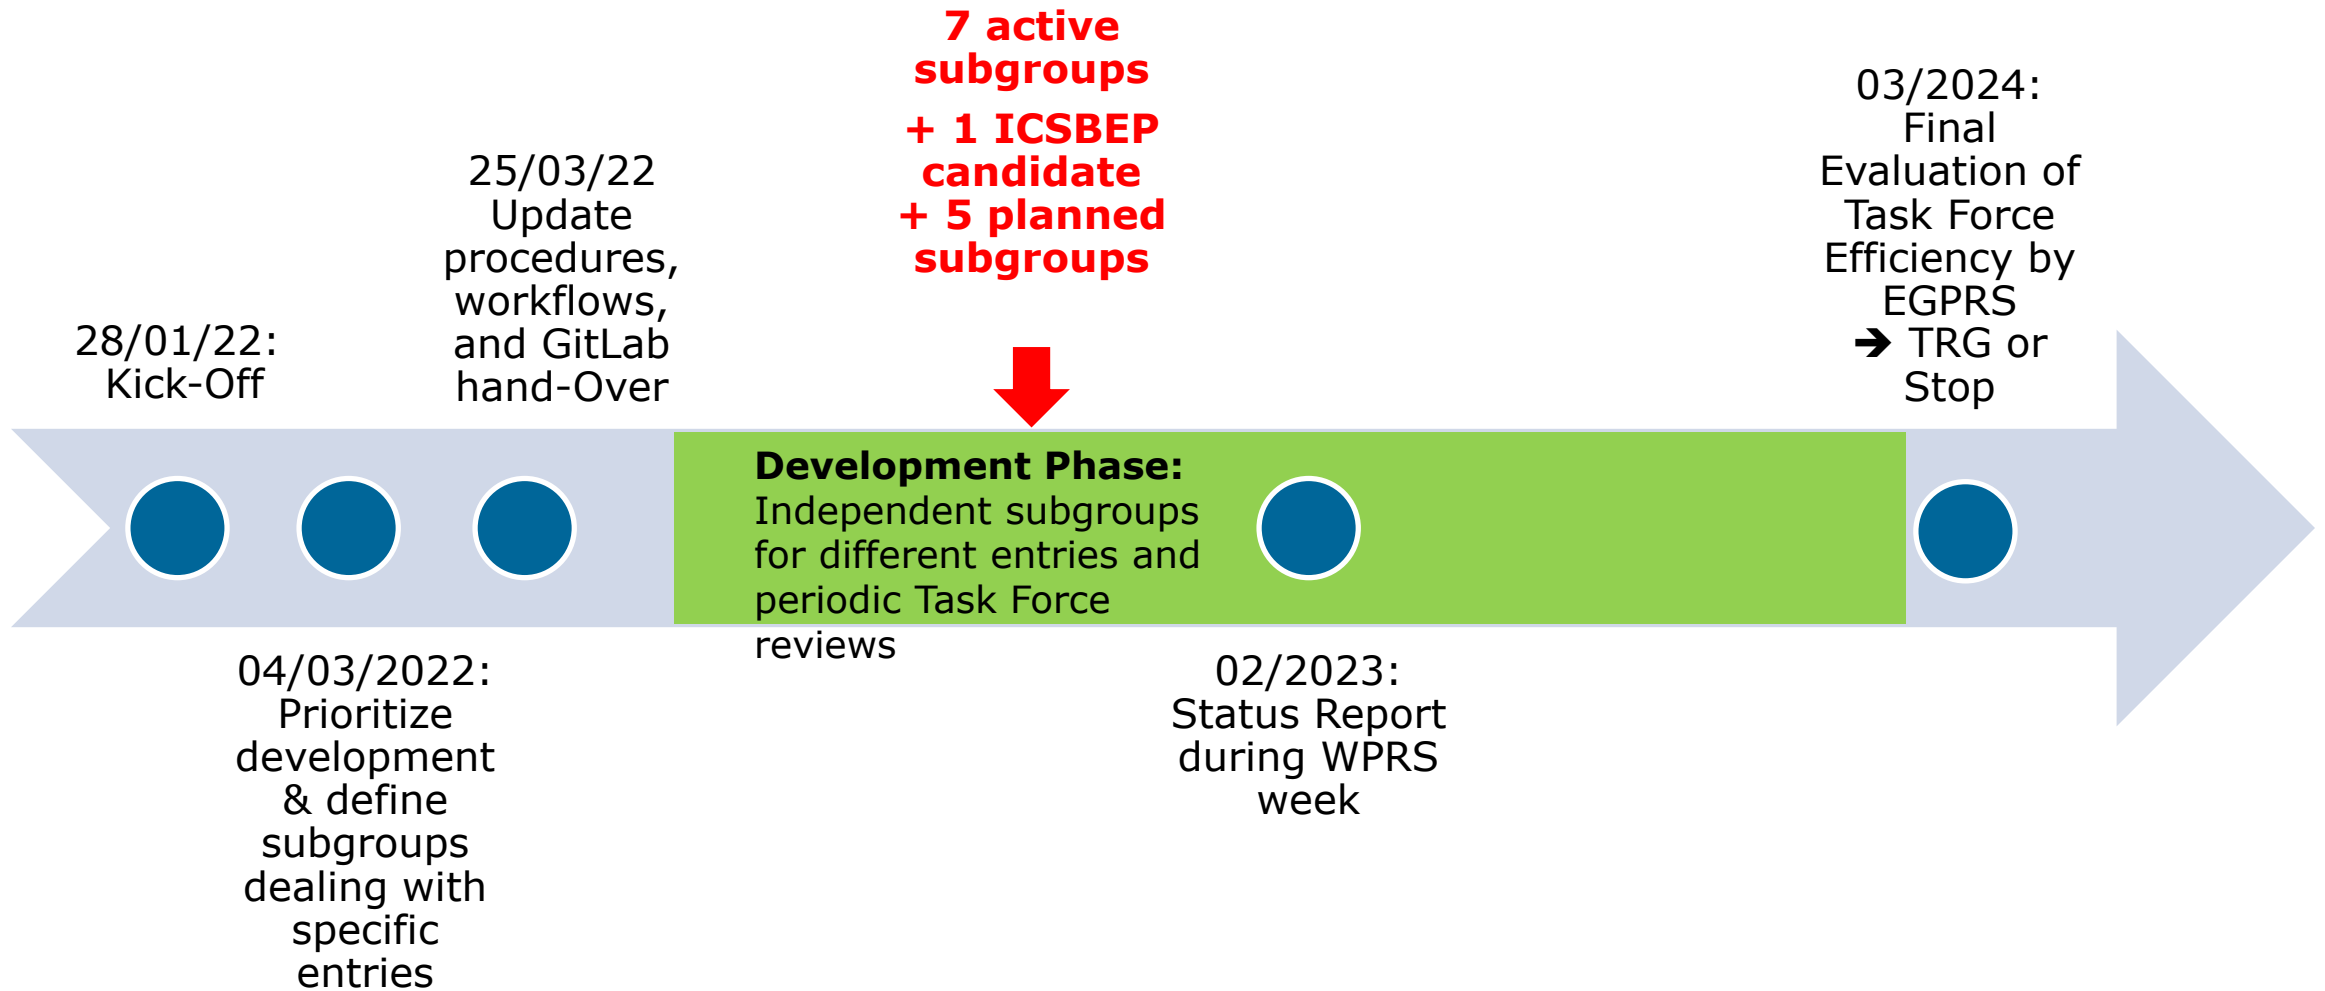 28/01/22:
Kick-Off
04/03/2022:
Prioritize
development
& define
subgroups
dealing with
specific
entries
25/03/22
Update
procedures,
workflows,
and GitLab
hand-Over
7 active
subgroups
+ 1 ICSBEP
candidate
+ 5 planned
subgroups
Development Phase:
Independent subgroups
for different entries and
periodic Task Force
reviews
02/2023:
Status Report
during WPRS
week
03/2024:
Final
Evaluation of
Task Force
Efficiency by
EGPRS
➔ TRG or
Stop